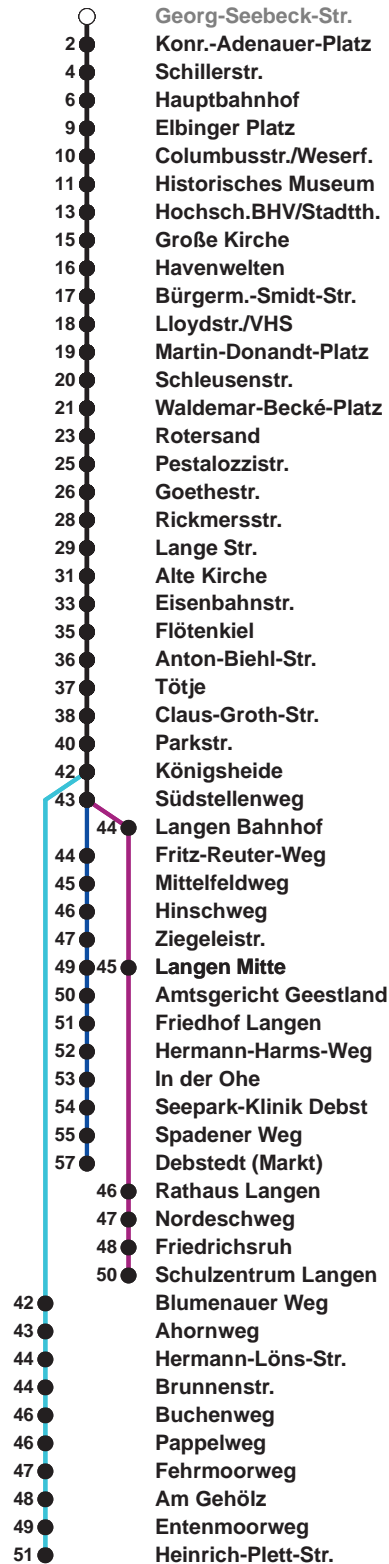 Georg-Seebeck-Str.
2 Konr.-Adenauer-Platz
4 Schillerstr.
6 Hauptbahnhof
9 Elbinger Platz
10 Columbusstr./Weserf.
11 Historisches Museum
13 Hochsch.BHV/Stadtth.
15 Große Kirche
16 Havenwelten
17 Bürgerm.-Smidt-Str.
18 Lloydstr./VHS
19 Martin-Donandt-Platz
20 Schleusenstr.
21 Waldemar-Becké-Platz
23 Rotersand
25 Pestalozzistr.
26 Goethestr.
28 Rickmersstr.
29 Lange Str.
31 Alte Kirche
33 Eisenbahnstr.
35 Flötenkiel
36 Anton-Biehl-Str.
37 Tötje
38 Claus-Groth-Str.
40 Parkstr.
42 Königsheide
43 Südstellenweg
44 Langen Bahnhof
44 Fritz-Reuter-Weg
45 Mittelfeldweg
46 Hinschweg
47 Ziegeleistr.
49 45 Langen Mitte
50 Amtsgericht Geestland
51 Friedhof Langen
52 Hermann-Harms-Weg
53 In der Ohe
54 Seepark-Klinik Debst
55 Spadener Weg
57 Debstedt (Markt)
46 Rathaus Langen
47 Nordeschweg
48 Friedrichsruh
50 Schulzentrum Langen
42 Blumenauer Weg
43 Ahornweg
44 Hermann-Löns-Str.
44 Brunnenstr.
46 Buchenweg
46 Pappelweg
47 Fehrmoorweg
48 Am Gehölz
49 Entenmoorweg
51 Heinrich-Plett-Str.